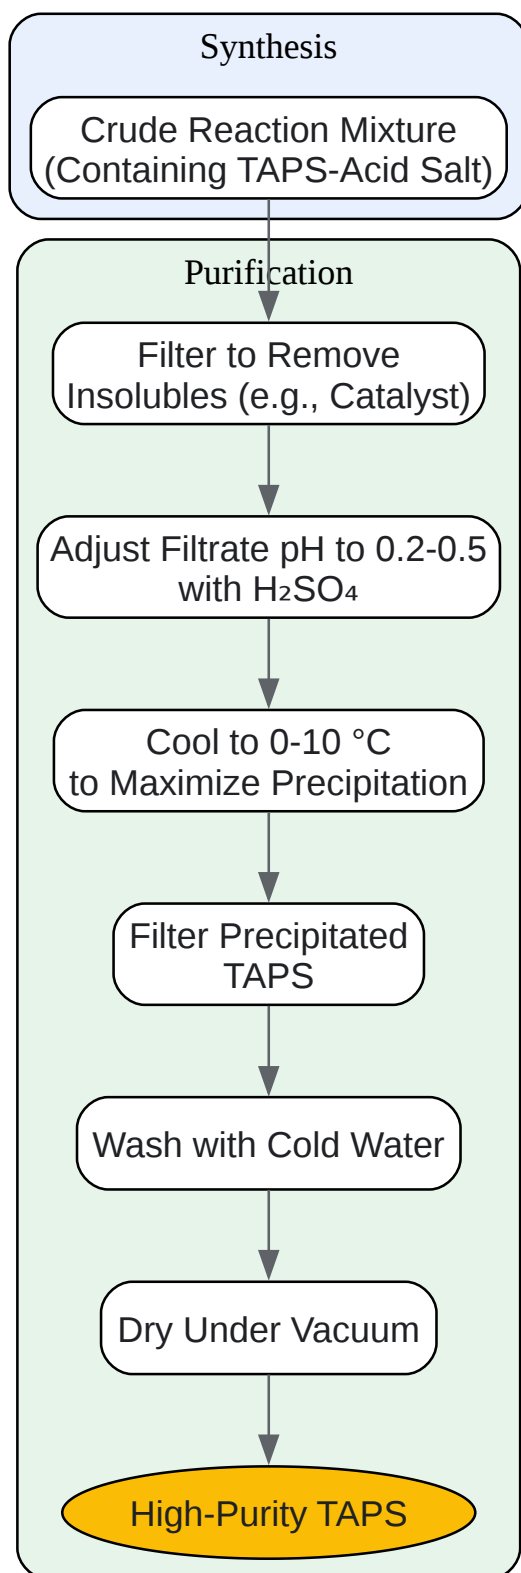 Synthesis
Crude Reaction Mixture
(Containing TAPS-Acid Salt)
Purification
Filter to Remove
Insolubles (e.g., Catalyst)
Adjust Filtrate pH to 0.2-0.5
with H₂SO₄
Cool to 0-10 °C
to Maximize Precipitation
Filter Precipitated
TAPS
Wash with Cold Water
Dry Under Vacuum
High-Purity TAPS